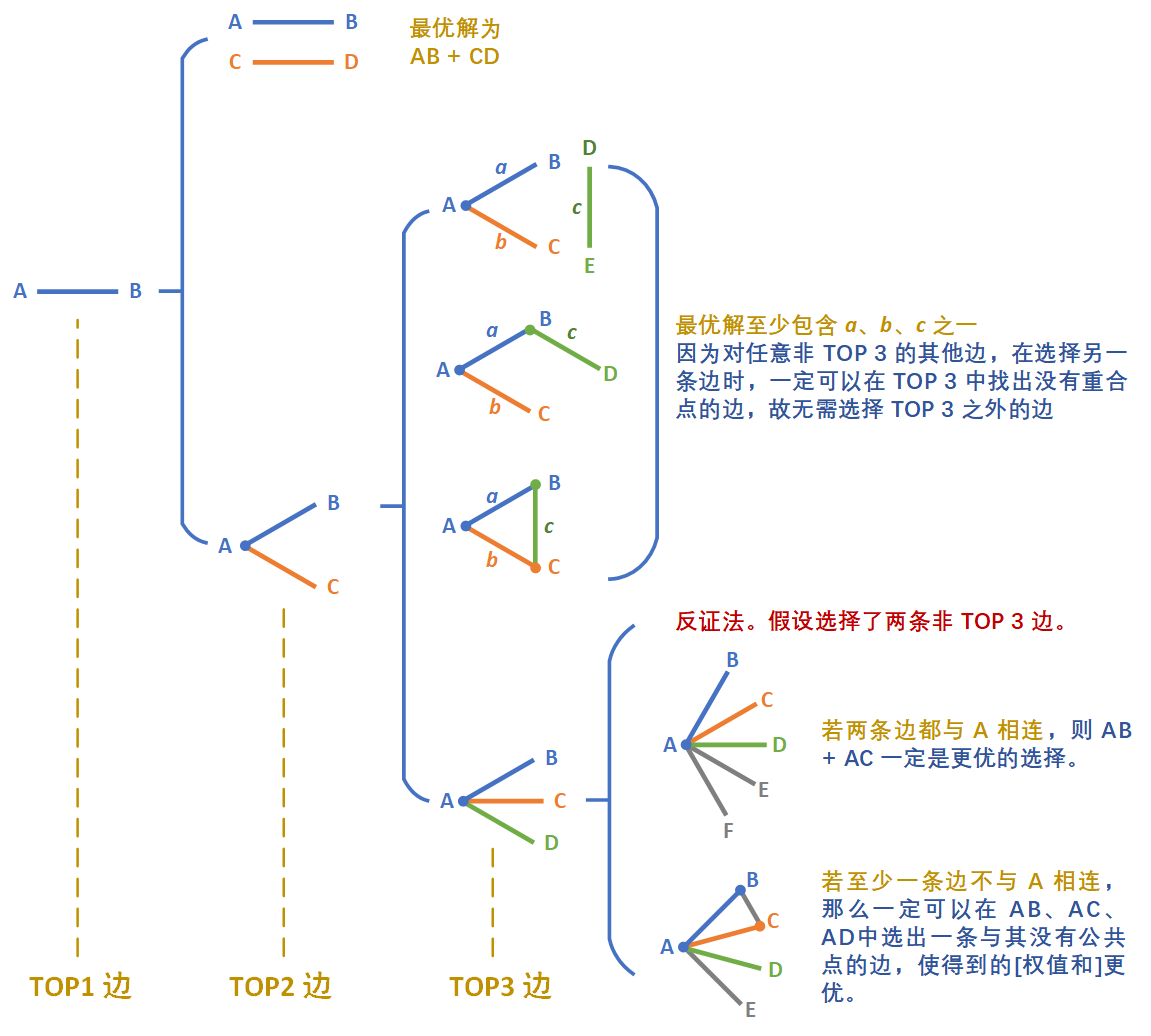 A B
C D
最优解为
AB + CD
a B D
A c
b C E
a B c
A D
b C
a B
A c
b C
最优解至少包含 a、b、c 之一
因为对任意非 TOP 3 的其他边，在选择另一
条边时，一定可以在 TOP 3 中找出没有重合
点的边，故无需选择 TOP 3 之外的边
A B
A B
C
反证法。假设选择了两条非 TOP 3 边。
B
C
A D
E
F
若两条边都与 A 相连，则 AB
+ AC 一定是更优的选择。
B
A C
D
B
C
A D
E
若至少一条边不与 A 相连，
那么一定可以在 AB、AC、
AD中选出一条与其没有公共
点的边，使得到的[权值和]更
优。
TOP1 边
TOP2 边
TOP3 边